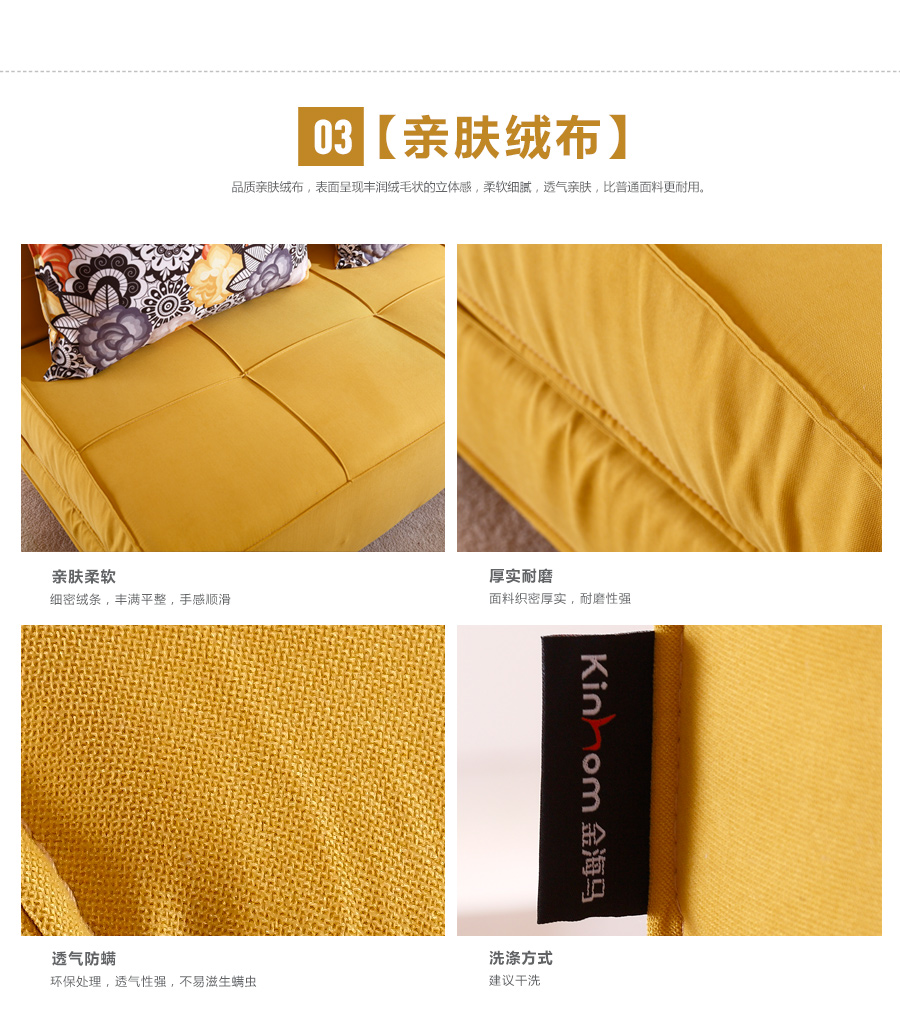 03【亲肤绒布】
品质亲肤绒布，表面呈现丰润绒毛状的立体感，柔软细腻，透气亲肤，比普通面料更耐用。
亲肤柔软
细密绒条，丰满平整，手感顺滑
厚实耐磨
面料织密厚实，耐磨性强
Kinhom 金海马
透气防螨
环保处理，透气性强，不易滋生螨虫
洗涤方式
建议干洗